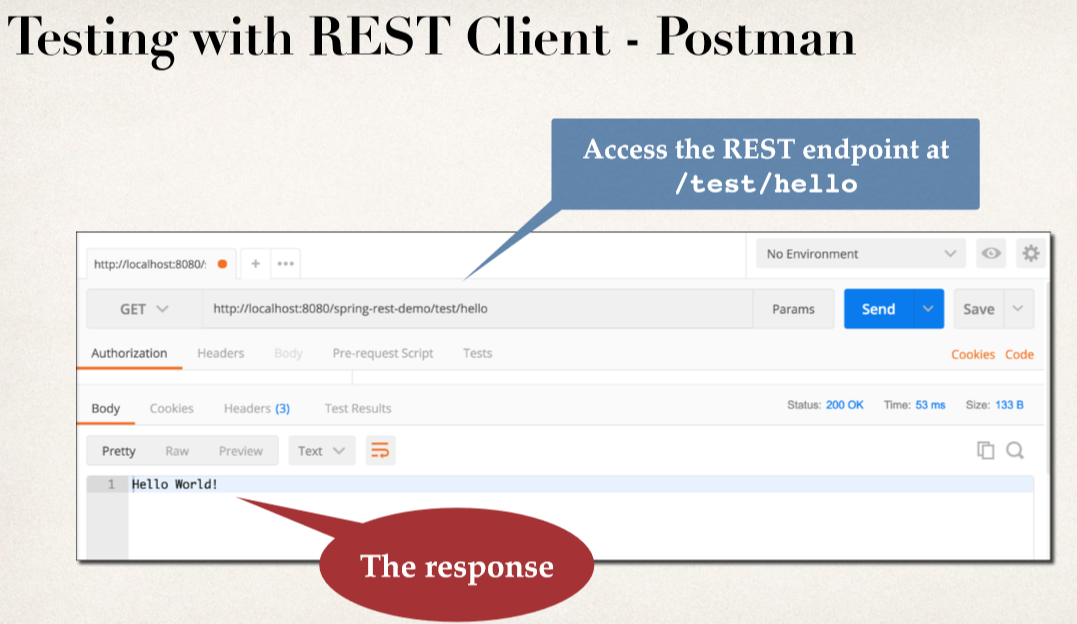 Testing with REST Client - Postman
Access the REST endpoint at
/test/hello
http://localhost:8080/:
+
•••
No Environment
GET
http://localhost:8080/spring-rest-demo/test/hello
Params
Send
Save
Authorization
Headers
Body
Pre-request Script
Tests
Cookies
Code
Body
Cookies
Headers (3)
Test Results
Status: 200 OK
Time: 53 ms
Size: 133 B
Pretty
Raw
Preview
Text
1
Hello World!
The response